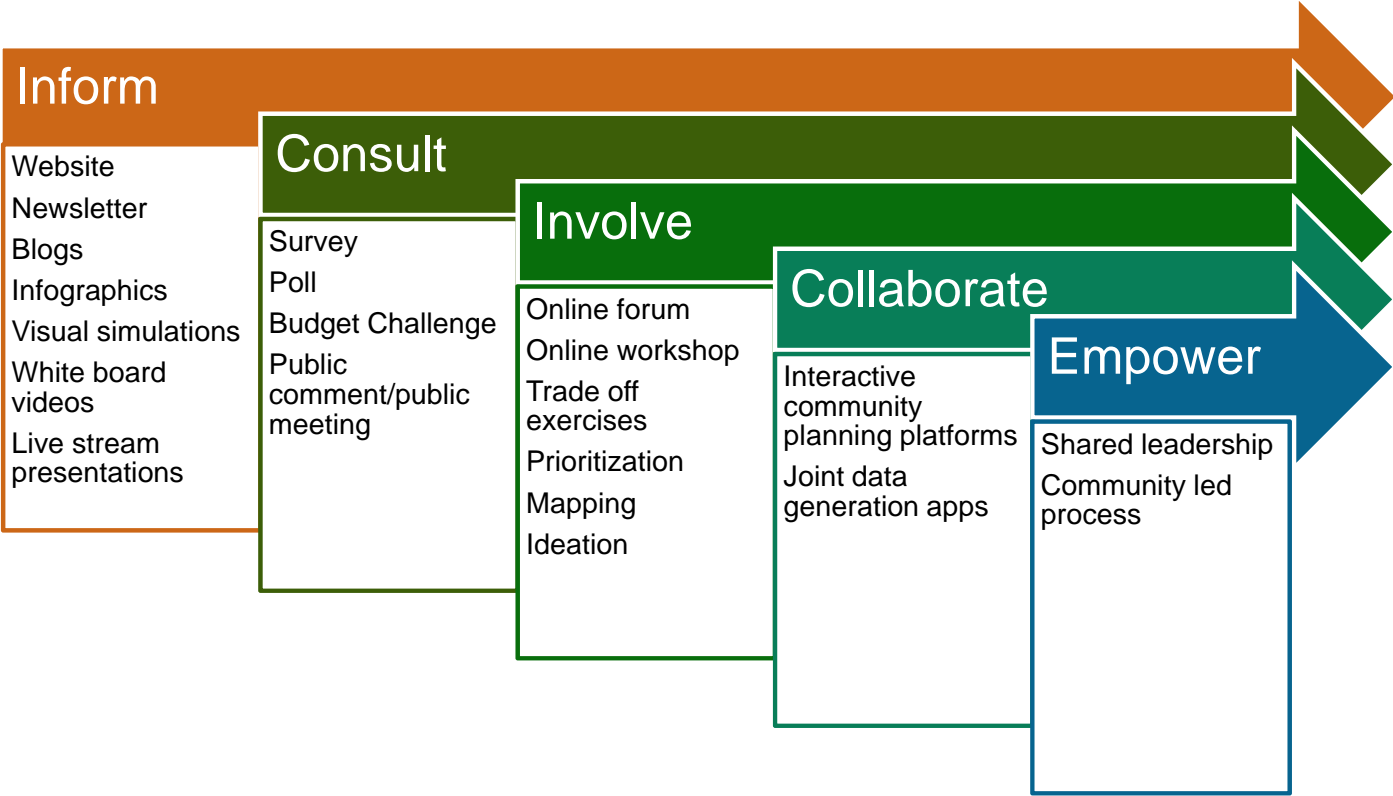 Inform
Website
Newsletter
Blogs
Infographics
Visual simulations
White board
videos
Live stream
presentations
Consult
Survey
Poll
Budget Challenge
Public
comment/public
meeting
Involve
Online forum
Online workshop
Trade off
exercises
Prioritization
Mapping
Ideation
Collaborate
Interactive
community
planning platforms
Joint data
generation apps
Empower
Shared leadership
Community led
process